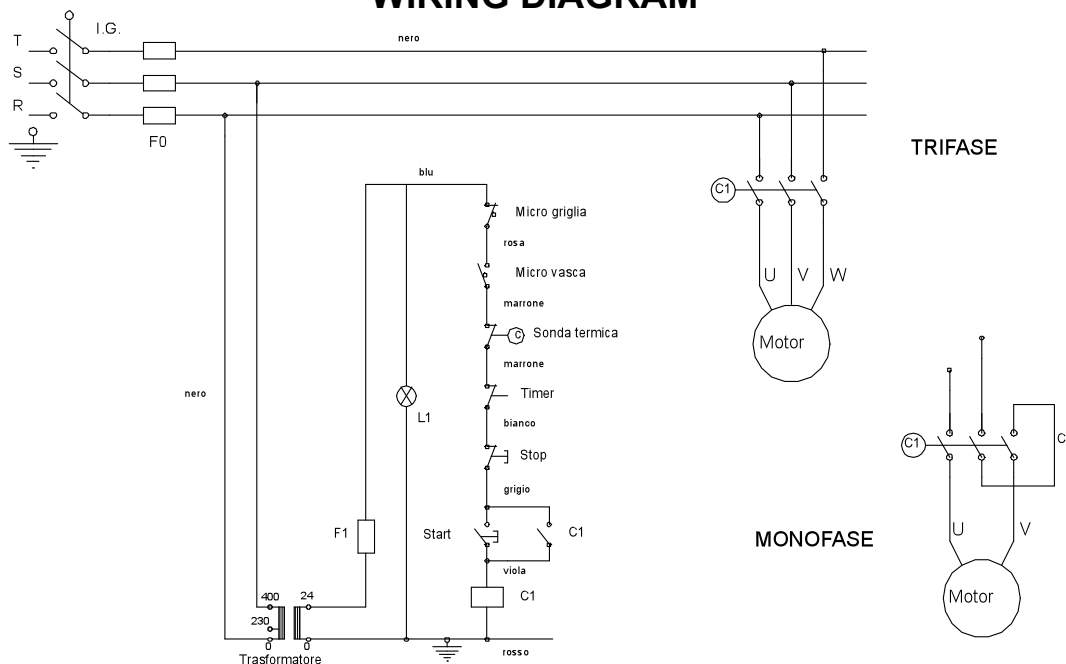 WIRING DIAGRAM
I.G.
T
nero
S
R
F0
TRIFASE
blu
C1
Micro griglia
rosa
Micro vasca
U V W
marrone
C Sonda termica
Motor
marrone
nero
Timer
L1
bianco
C1
C
Stop
grigio
F1
Start
C1
U V
MONOFASE
viola
400 24
C1
Motor
230
0 0
rosso
Trasformatore